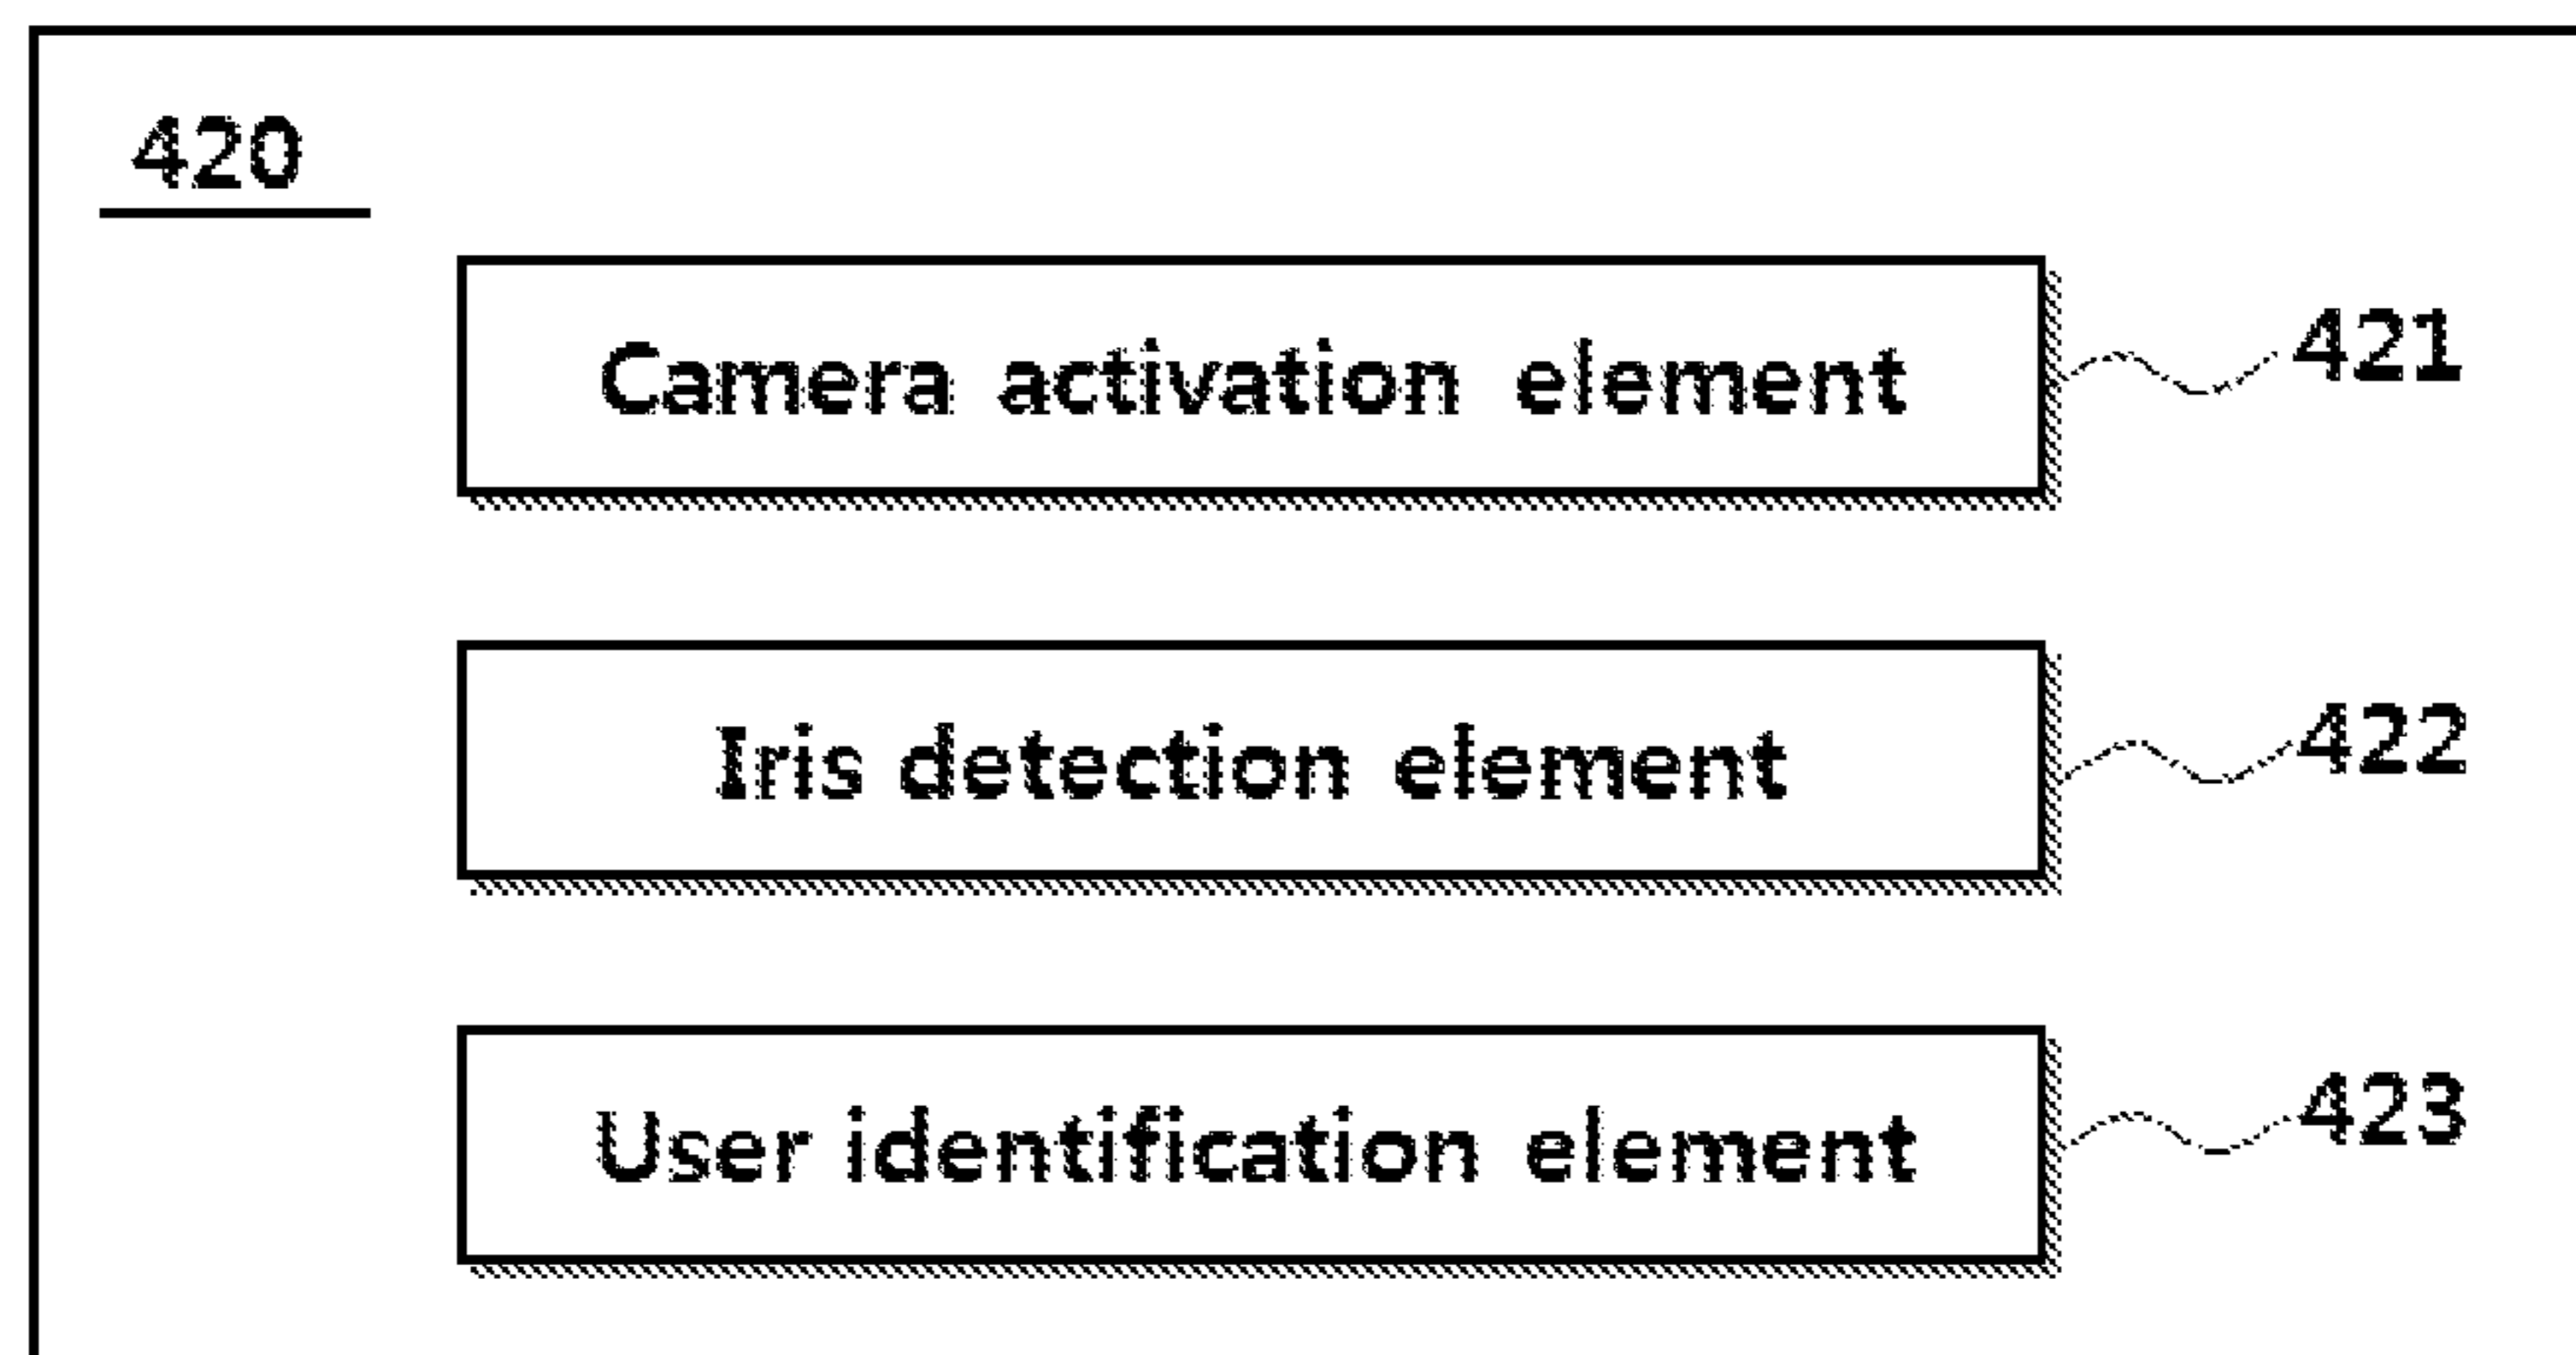 420
Camera activation element 421
Iris detection element 422
User identification element 423